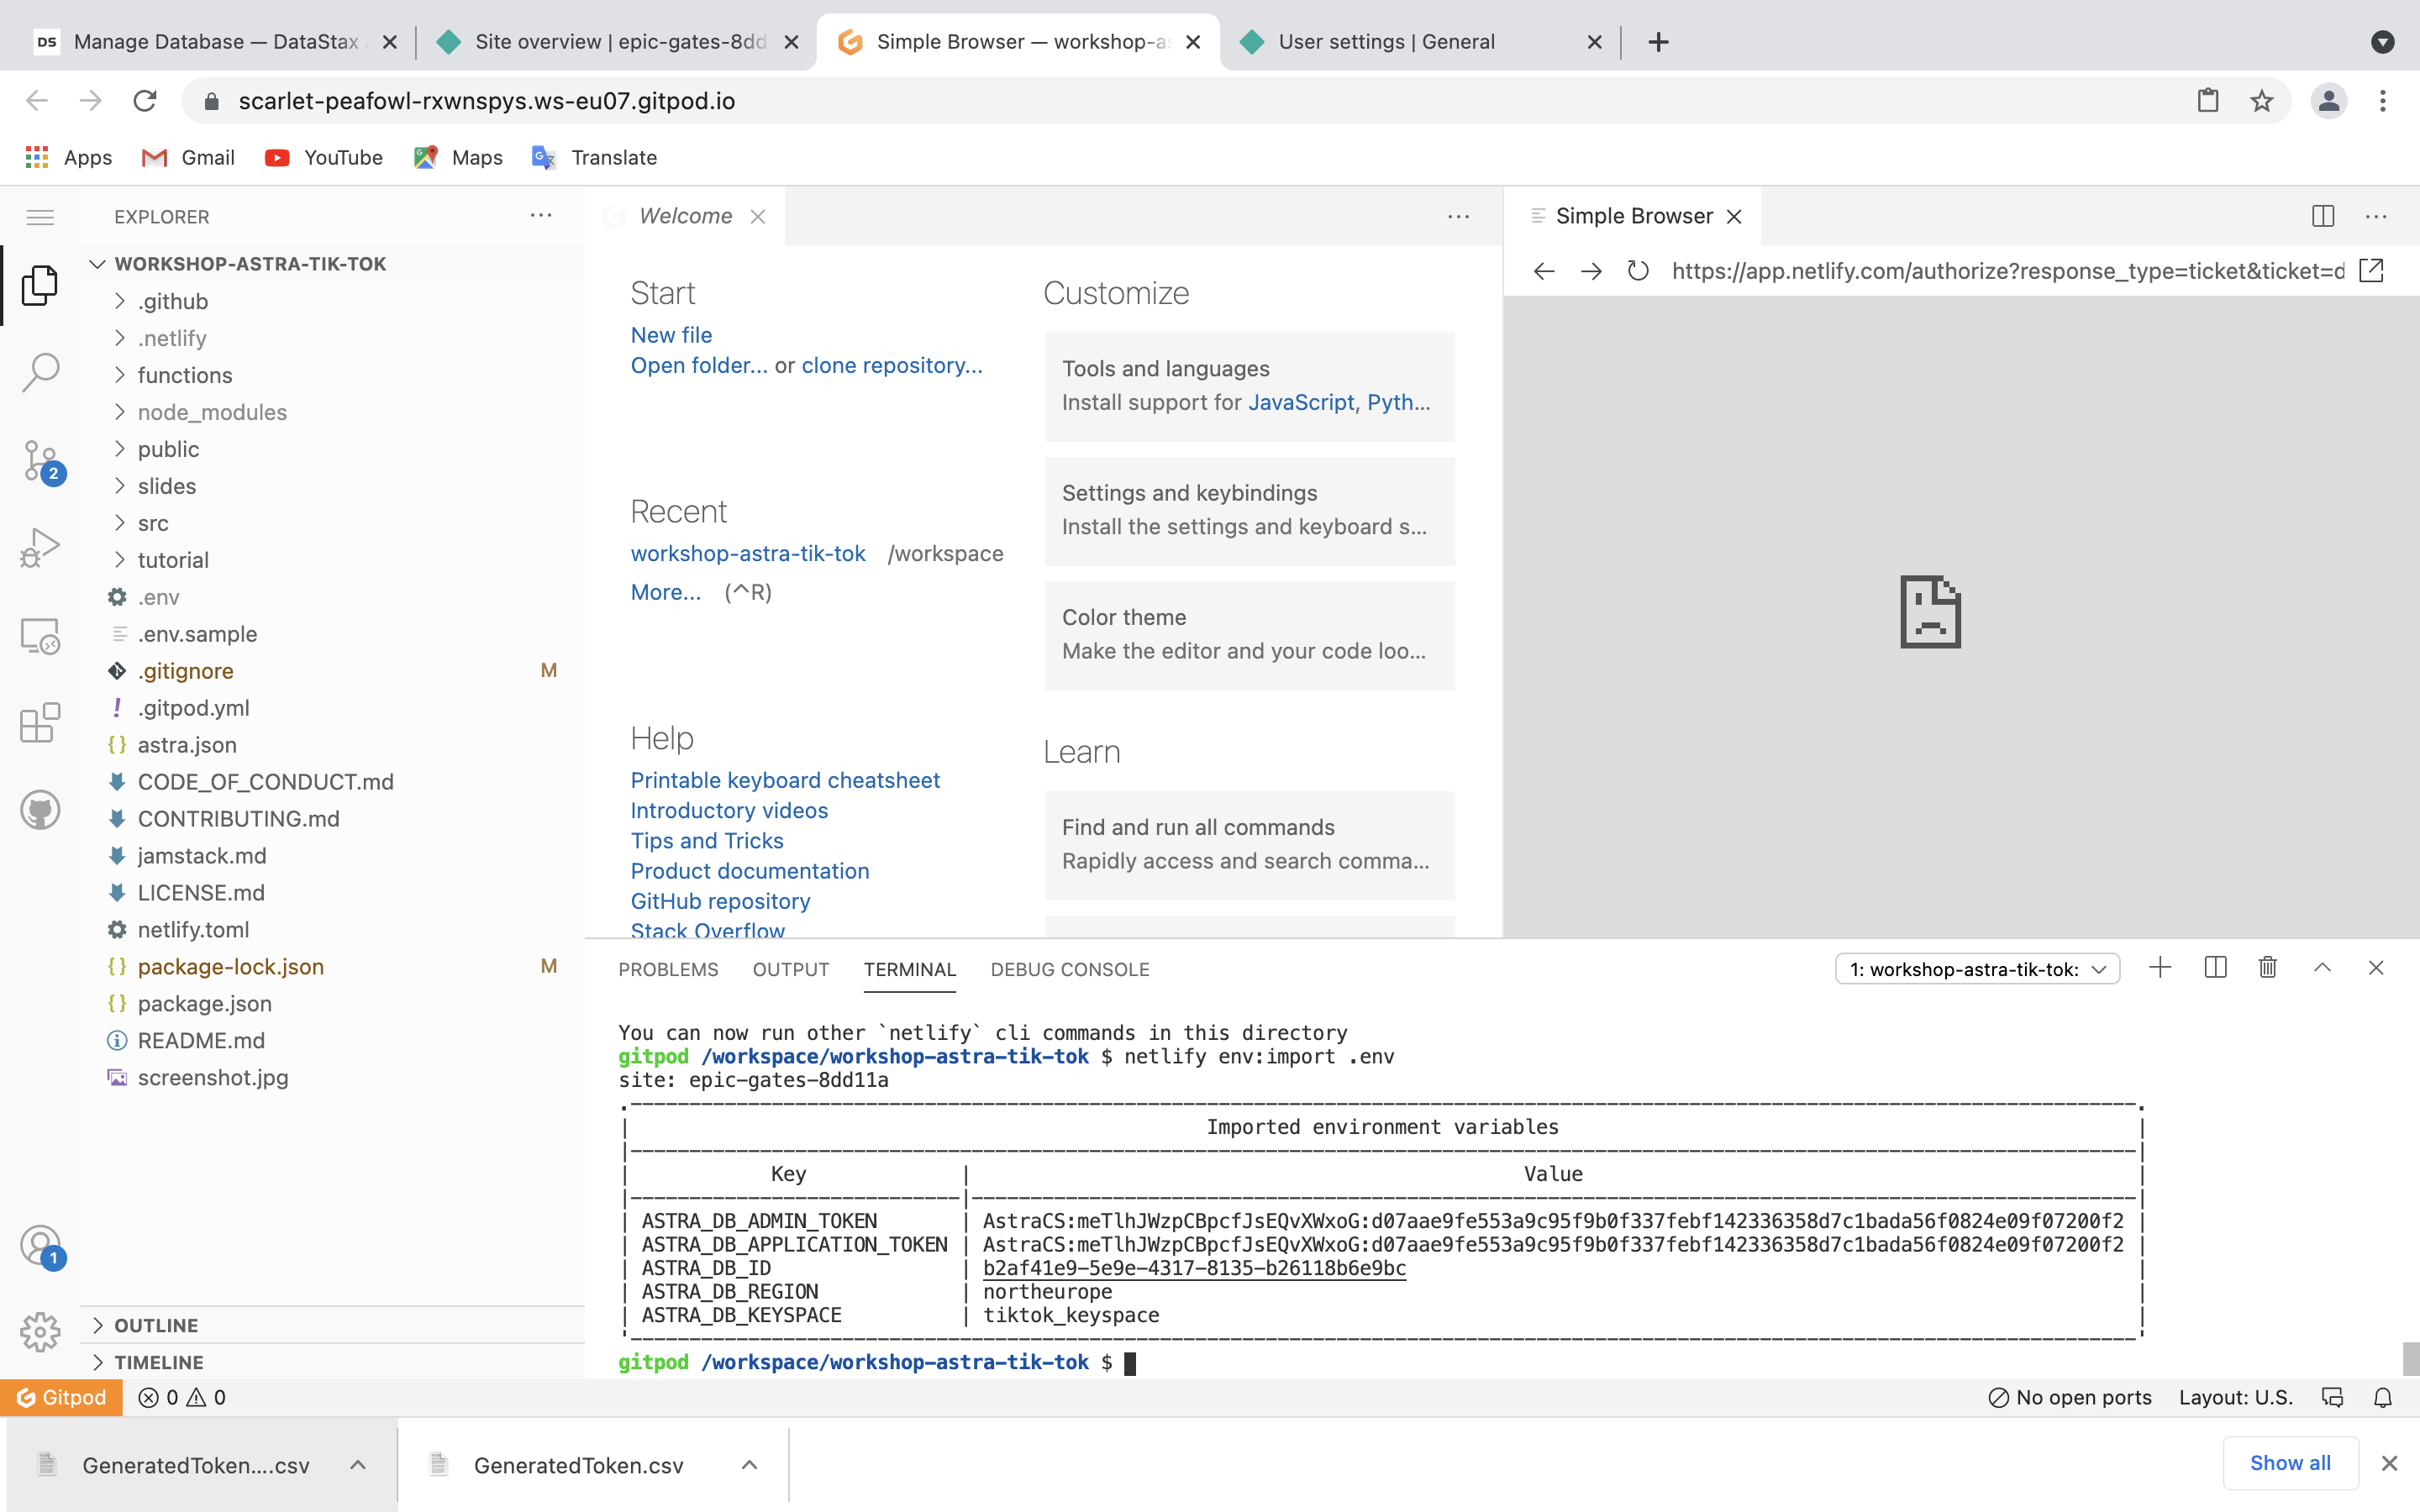 DS Manage Database — DataStax
Site overview | epic-gates-8dd
Simple Browser — workshop-as
User settings | General
scarlet-peafowl-rxwnspys.ws-eu07.gitpod.io
Apps Gmail YouTube Maps Translate
EXPLORER
WORKSHOP-ASTRA-TIK-TOK
.github
.netlify
functions
node_modules
public
slides
src
tutorial
.env
.env.sample
.gitignore M
.gitpod.yml
astra.json
CODE_OF_CONDUCT.md
CONTRIBUTING.md
jamstack.md
LICENSE.md
netlify.toml
package-lock.json M
package.json
README.md
screenshot.jpg
OUTLINE
TIMELINE
2
1
Welcome
Start
New file
Open folder... or clone repository...
Recent
workshop-astra-tik-tok /workspace
More... (^R)
Help
Printable keyboard cheatsheet
Introductory videos
Tips and Tricks
Product documentation
GitHub repository
Stack Overflow
Customize
Tools and languages
Install support for JavaScript, Pyth...
Settings and keybindings
Install the settings and keyboard s...
Color theme
Make the editor and your code loo...
Learn
Find and run all commands
Rapidly access and search comma...
Simple Browser
https://app.netlify.com/authorize?response_type=ticket&ticket=d
PROBLEMS OUTPUT TERMINAL DEBUG CONSOLE
1: workshop-astra-tik-tok:
You can now run other `netlify` cli commands in this directory
gitpod /workspace/workshop-astra-tik-tok $ netlify env:import .env
site: epic-gates-8dd11a
Imported environment variables
Key Value
ASTRA_DB_ADMIN_TOKEN AstraCS:meTlhJWzpCBpcfJsEQvXWxoG:d07aae9fe553a9c95f9b0f337febf142336358d7c1bada56f0824e09f07200f2
ASTRA_DB_APPLICATION_TOKEN AstraCS:meTlhJWzpCBpcfJsEQvXWxoG:d07aae9fe553a9c95f9b0f337febf142336358d7c1bada56f0824e09f07200f2
ASTRA_DB_ID b2af41e9-5e9e-4317-8135-b26118b6e9bc
ASTRA_DB_REGION northeurope
ASTRA_DB_KEYSPACE tiktok_keyspace
gitpod /workspace/workshop-astra-tik-tok $
Gitpod 0 0
No open ports Layout: U.S.
GeneratedToken....csv
GeneratedToken.csv
Show all